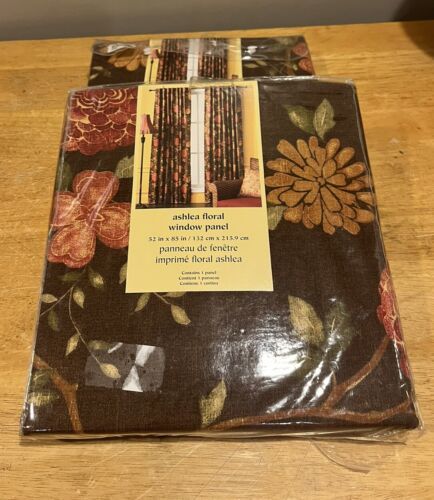 ashlea floral
window panel
52 in x 85 in / 132 cm x 215.9 cm
panneau de fenêtre
imprimé floral ashlea
Contains 1 panel
Contient 1 panneau
Contiene 1 cortina